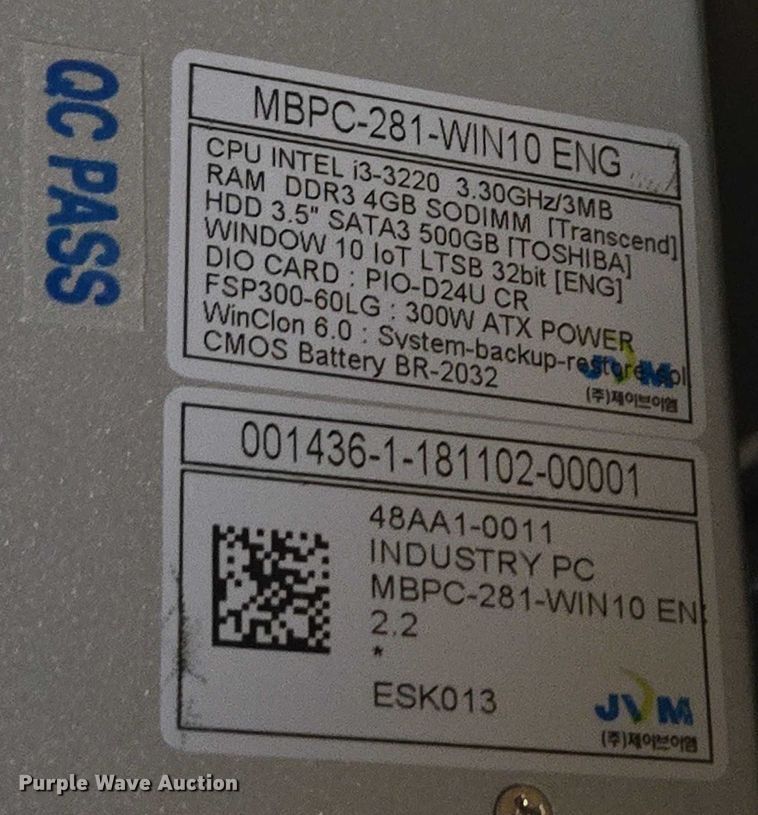 QC PASS
MBPC-281-WIN10 ENG
CPU INTEL i3-3220 3.30GHz/3MB
RAM DDR3 4GB SODIMM [Transcend]
HDD 3.5" SATA3 500GB [TOSHIBA]
WINDOW 10 IoT LTSB 32bit [ENG]
DIO CARD : PIO-D24U CR
FSP300-60LG : 300W ATX POWER
WinClon 6.0 : System-backup-restore
CMOS Battery BR-2032
JVM
(주)제이브이엠
001436-1-181102-00001
48AA1-0011
INDUSTRY PC
MBPC-281-WIN10 EN
2.2
*
ESK013
JVM
(주)제이브이엠
Purple Wave Auction